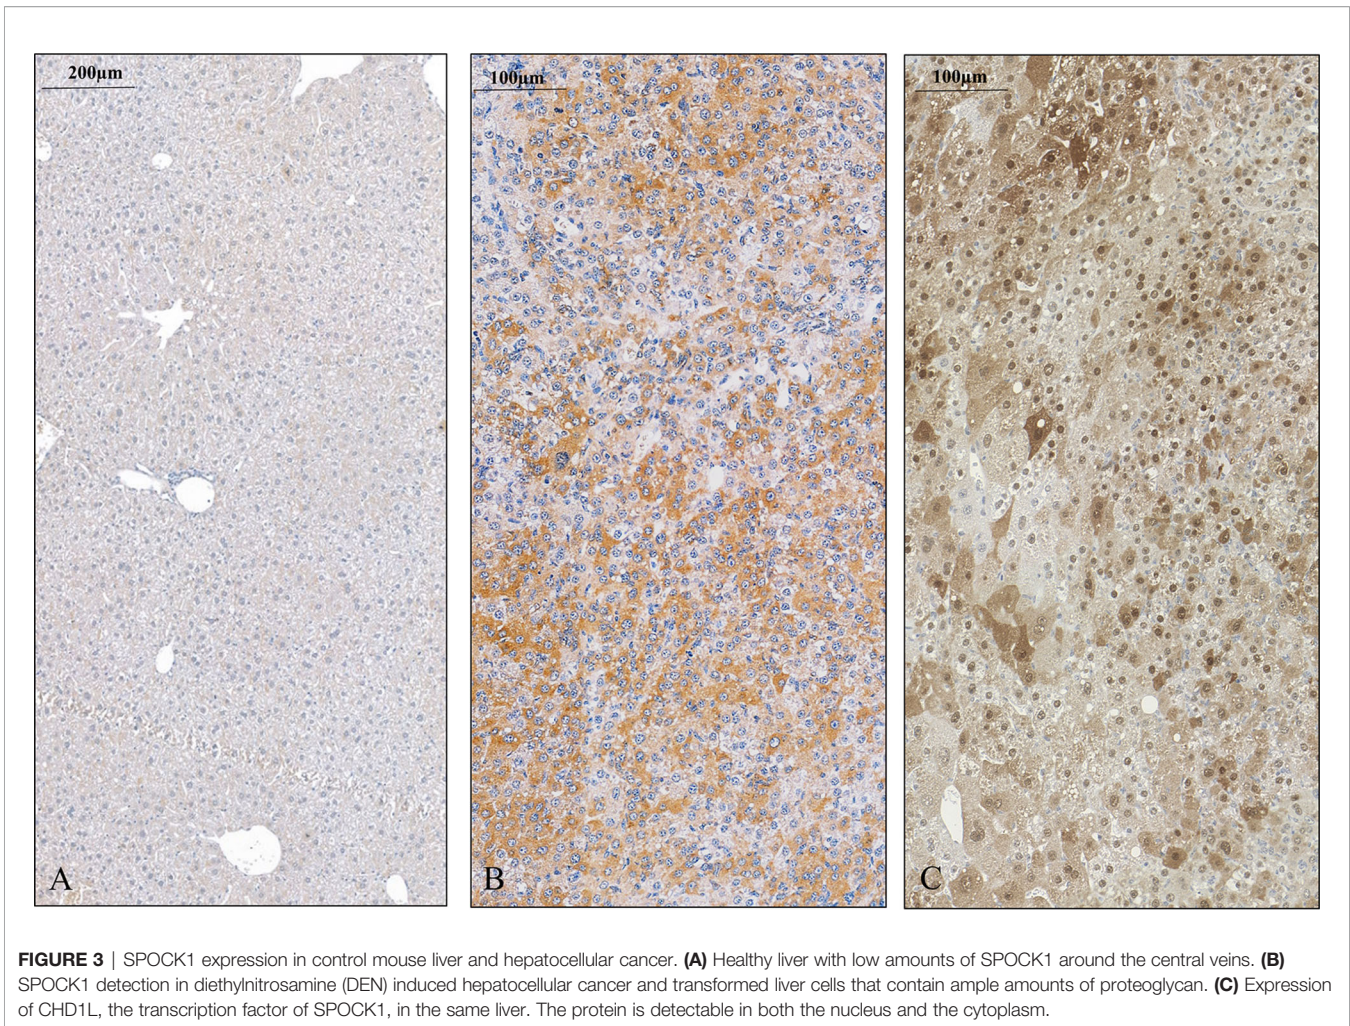 200µm
100µm
100µm
A
B
C
FIGURE 3 | SPOCK1 expression in control mouse liver and hepatocellular cancer. (A) Healthy liver with low amounts of SPOCK1 around the central veins. (B)
SPOCK1 detection in diethylnitrosamine (DEN) induced hepatocellular cancer and transformed liver cells that contain ample amounts of proteoglycan. (C) Expression
of CHD1L, the transcription factor of SPOCK1, in the same liver. The protein is detectable in both the nucleus and the cytoplasm.